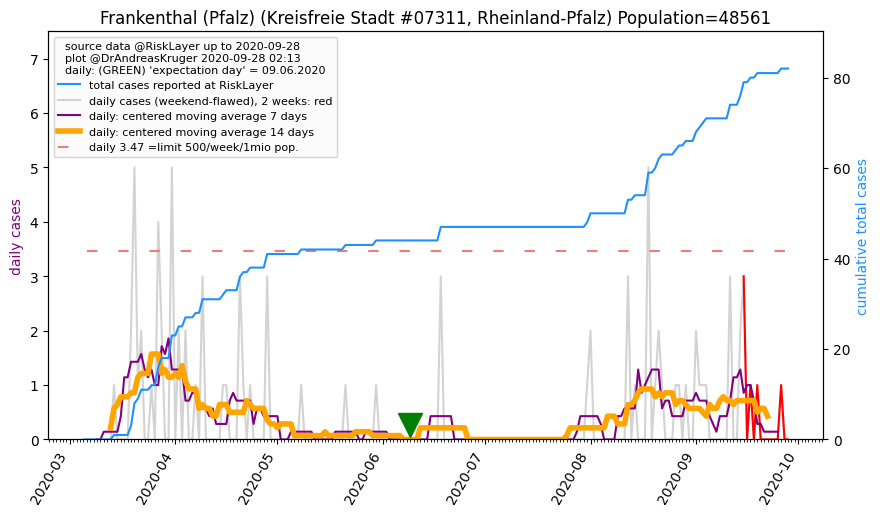 Frankenthal (Pfalz) (Kreisfreie Stadt #07311, Rheinland-Pfalz) Population=48561
source data @RiskLayer up to 2020-09-28
plot @DrAndreasKruger 2020-09-28 02:13
daily: (GREEN) 'expectation day' = 09.06.2020
total cases reported at RiskLayer
daily cases (weekend-flawed), 2 weeks: red
daily: centered moving average 7 days
daily: centered moving average 14 days
daily 3.47 =limit 500/week/1mio pop.
daily cases
7
6
5
4
3
2
1
0
cumulative total cases
80
60
40
20
0
2020-03
2020-04
2020-05
2020-06
2020-07
2020-08
2020-09
2020-10